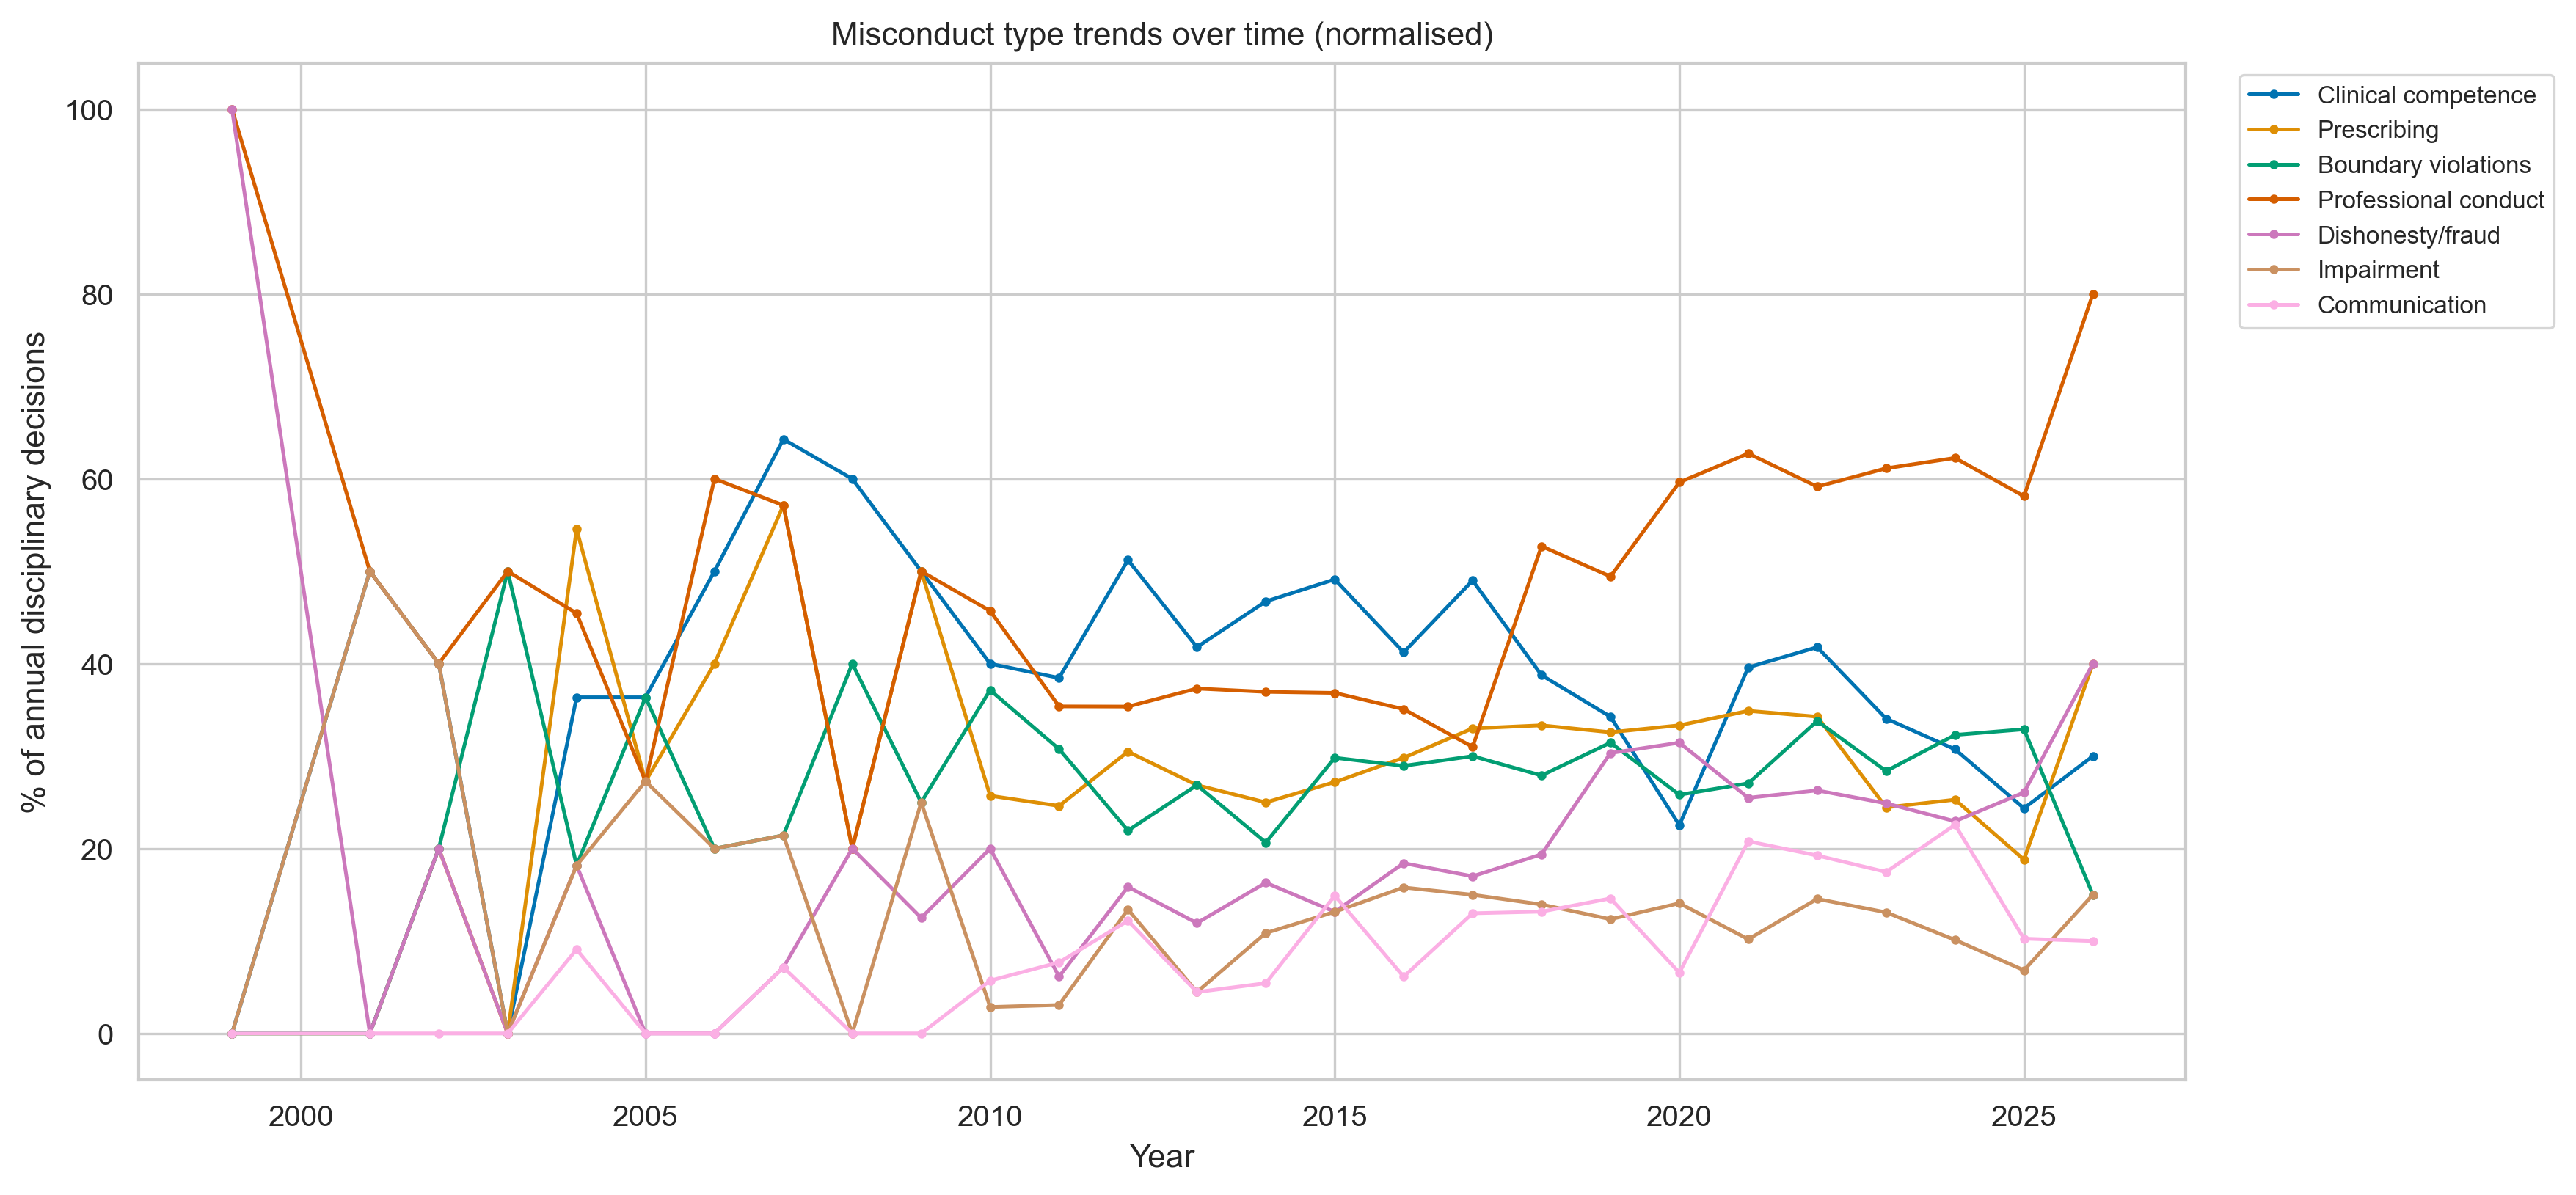 Misconduct type trends over time (normalised)
% of annual disciplinary decisions
100
80
60
40
20
0
2000
2005
2010
2015
2020
2025
Year
Clinical competence
Prescribing
Boundary violations
Professional conduct
Dishonesty/fraud
Impairment
Communication